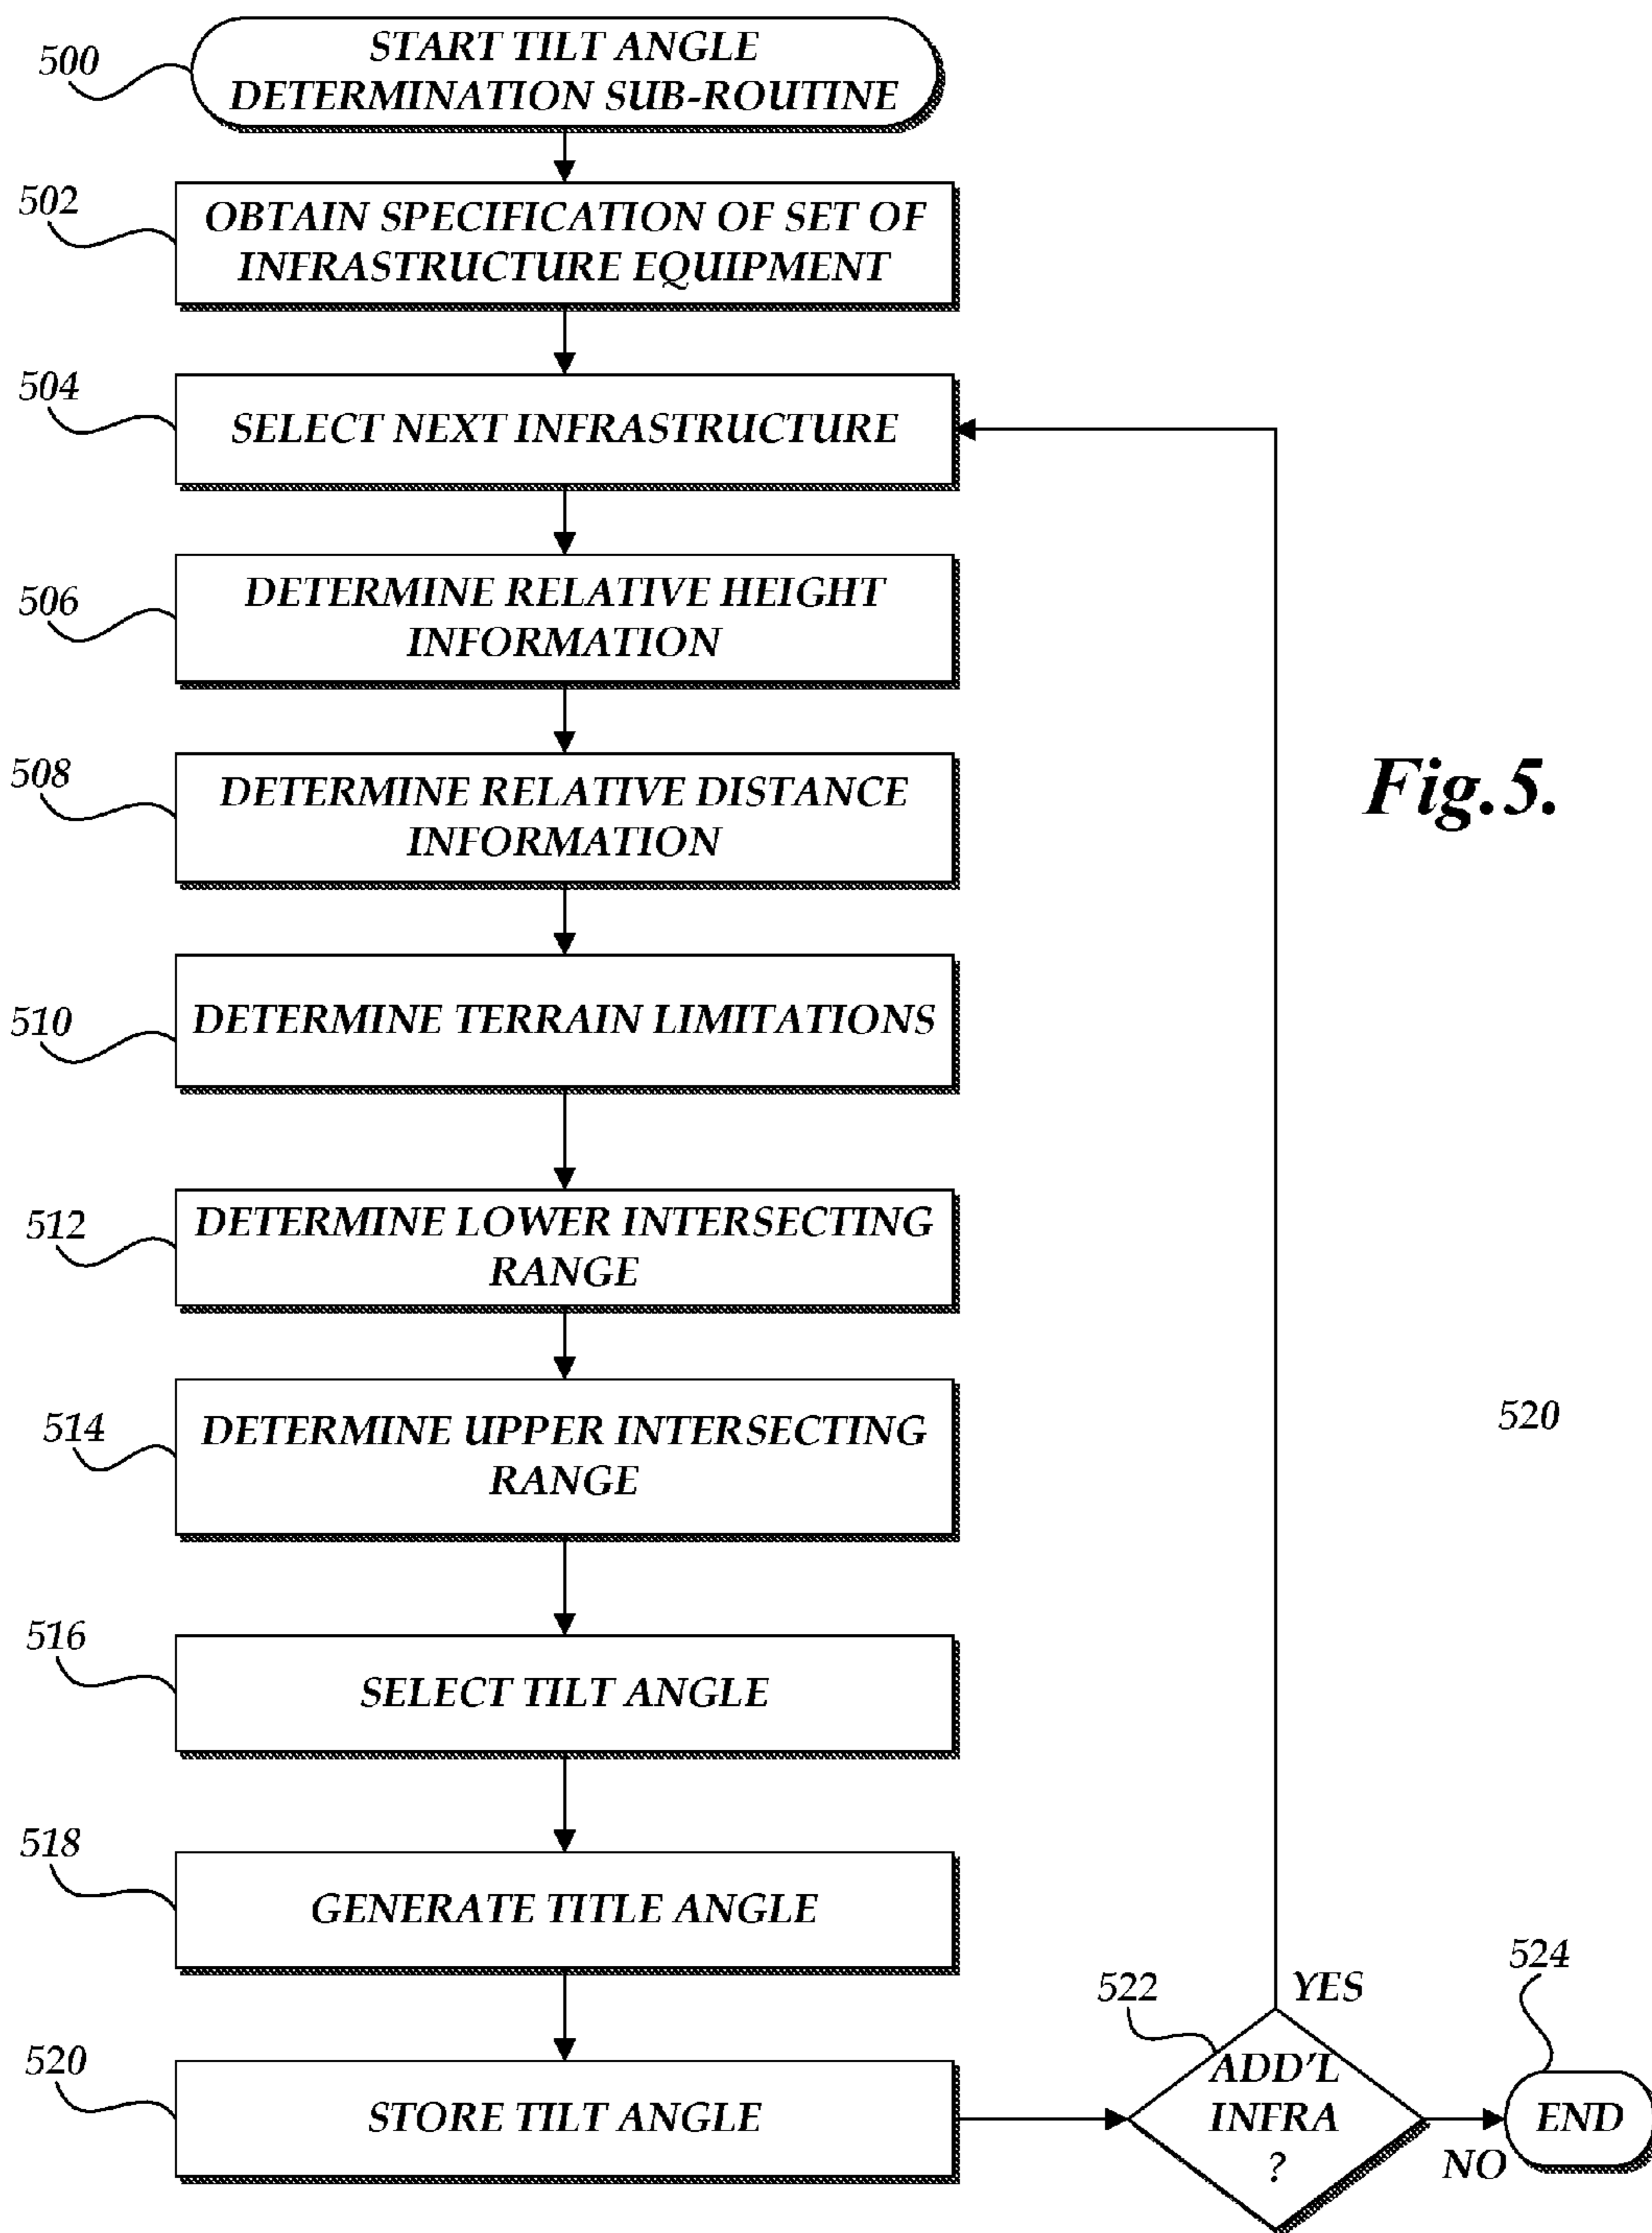 500
START TILT ANGLE
DETERMINATION SUB-ROUTINE
502
OBTAIN SPECIFICATION OF SET OF
INFRASTRUCTURE EQUIPMENT
504
SELECT NEXT INFRASTRUCTURE
506
DETERMINE RELATIVE HEIGHT
INFORMATION
508
DETERMINE RELATIVE DISTANCE
INFORMATION
Fig.5.
510
DETERMINE TERRAIN LIMITATIONS
512
DETERMINE LOWER INTERSECTING
RANGE
514
DETERMINE UPPER INTERSECTING
RANGE
520
516
SELECT TILT ANGLE
518
GENERATE TITLE ANGLE
520
STORE TILT ANGLE
522
YES
ADD'L
INFRA
?
NO
524
END